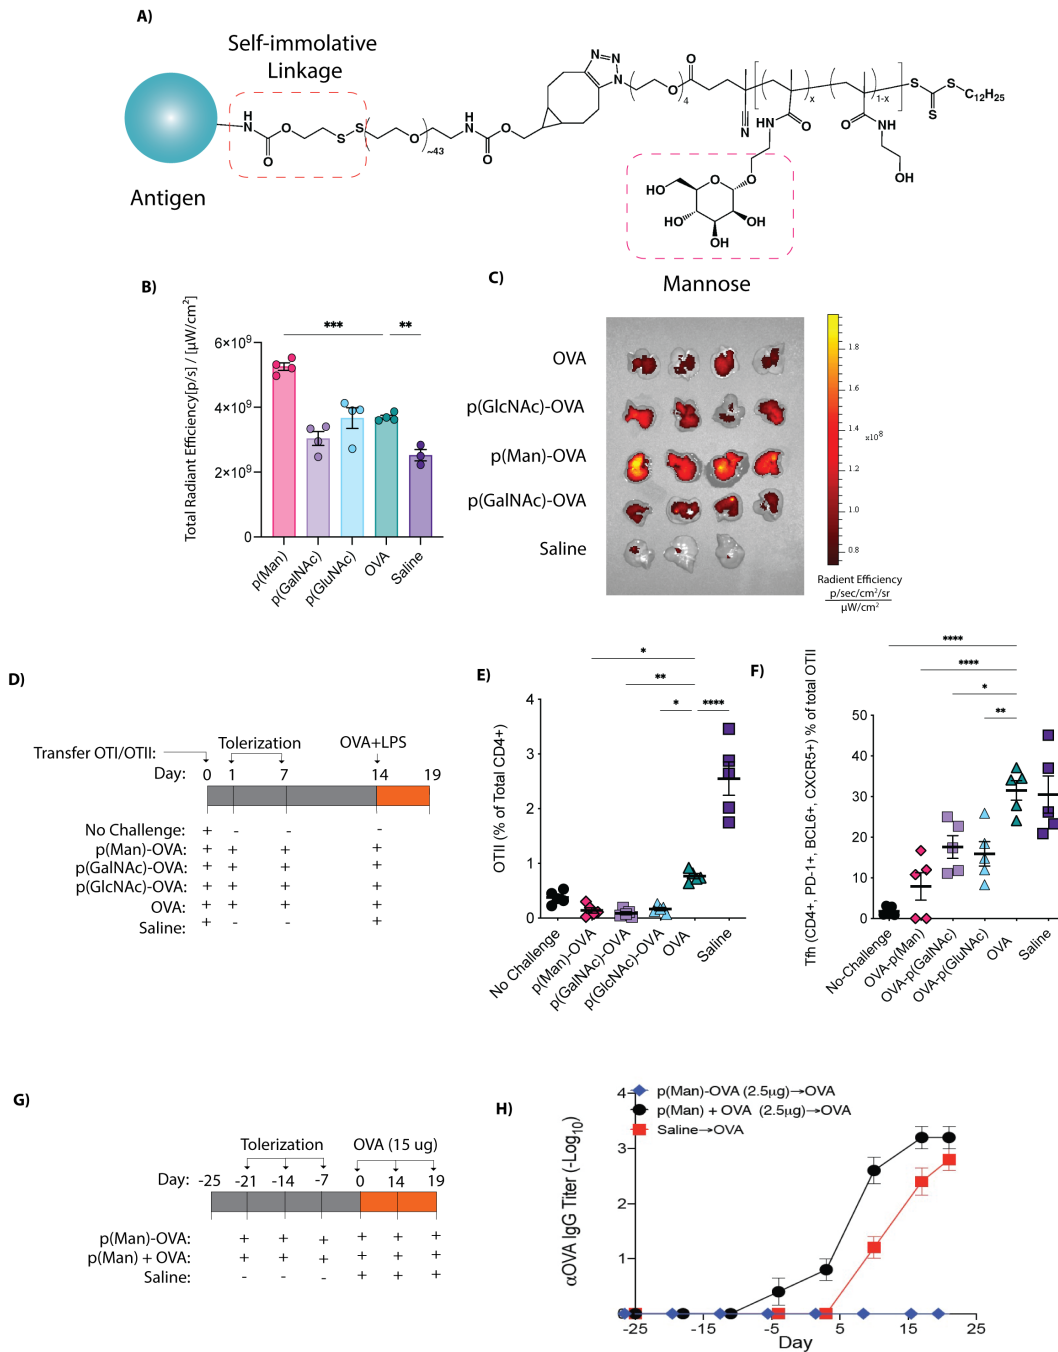 A)
Self-immolative
Linkage
Antigen
NH
O
O
S
S
O
~43
NH
O
O
N
N
N
O
4
O
N
x
1-x
S
S
S
C12H25
HN
O
O
NH
OH
O
HO
O
HO
HO
OH
OH
Mannose
B)
Total Radiant Efficiency[p/s] / [µW/cm²]
*** **
6×10⁹
4×10⁹
2×10⁹
0
p(Man)
p(GalNAc)
p(GluNAc)
OVA
Saline
C)
OVA
p(GlcNAc)-OVA
p(Man)-OVA
p(GalNAc)-OVA
Saline
1.8
1.6
1.4
x10⁸
1.2
1.0
0.8
Radient Efficiency
p/sec/cm²/sr
µW/cm²
D)
Transfer OTI/OTII:
Tolerization
OVA+LPS
Day: 0 1 7 14 19
No Challenge: + - - -
p(Man)-OVA: + + + +
p(GalNAc)-OVA: + + + +
p(GlcNAc)-OVA: + + + +
OVA: + + + +
Saline: + - - +
E)
OTII (% of Total CD4+)
*
**
* ****
4
3
2
1
0
No Challenge
p(Man)-OVA
p(GalNAc)-OVA
p(GlcNAc)-OVA
OVA
Saline
F)
Tfh (CD4+, PD-1+, BCL6+, CXCR5+) % of total OTII
****
****
*
**
50
40
30
20
10
0
No-Challenge
OVA-p(Man)
OVA-p(GalNAc)
OVA-p(GluNAC)
OVA
Saline
G)
Tolerization
OVA (15 ug)
Day: -25 -21 -14 -7 0 14 19
p(Man)-OVA: + + + + + +
p(Man) + OVA: + + + + + +
Saline: - - - + + +
H)
αOVA IgG Titer (-Log10)
p(Man)-OVA (2.5µg)→OVA
p(Man) + OVA (2.5µg)→OVA
Saline→OVA
4
3
2
1
0
-25 -15 -5 5 15 25
Day